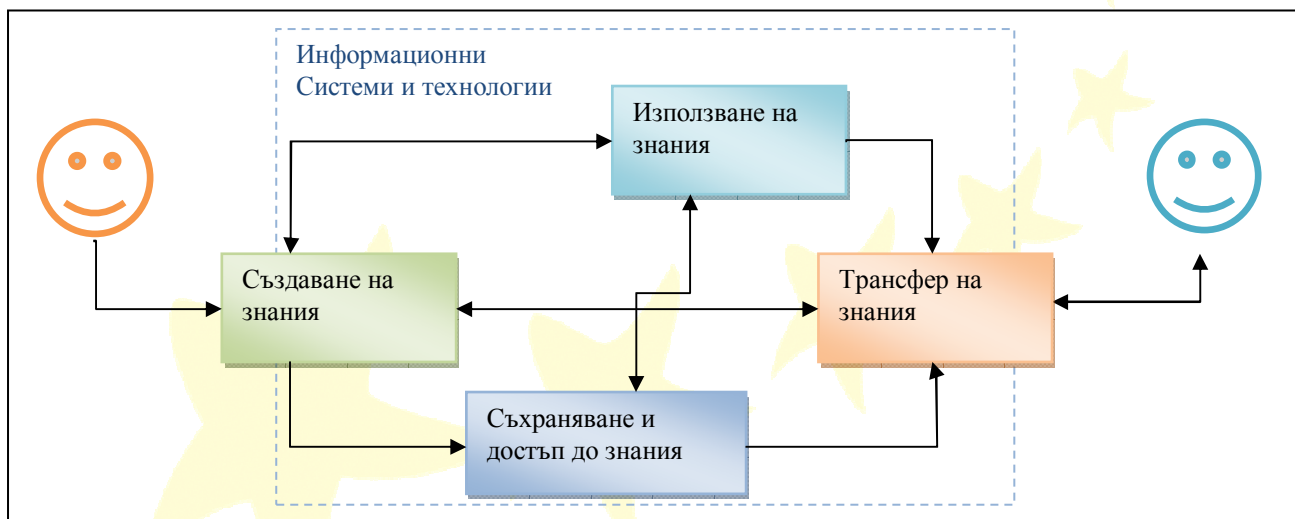 Информационни
Системи и технологии
Използване на
знания
Създаване на
знания
Трансфер на
знания
Съхраняване и
достъп до знания